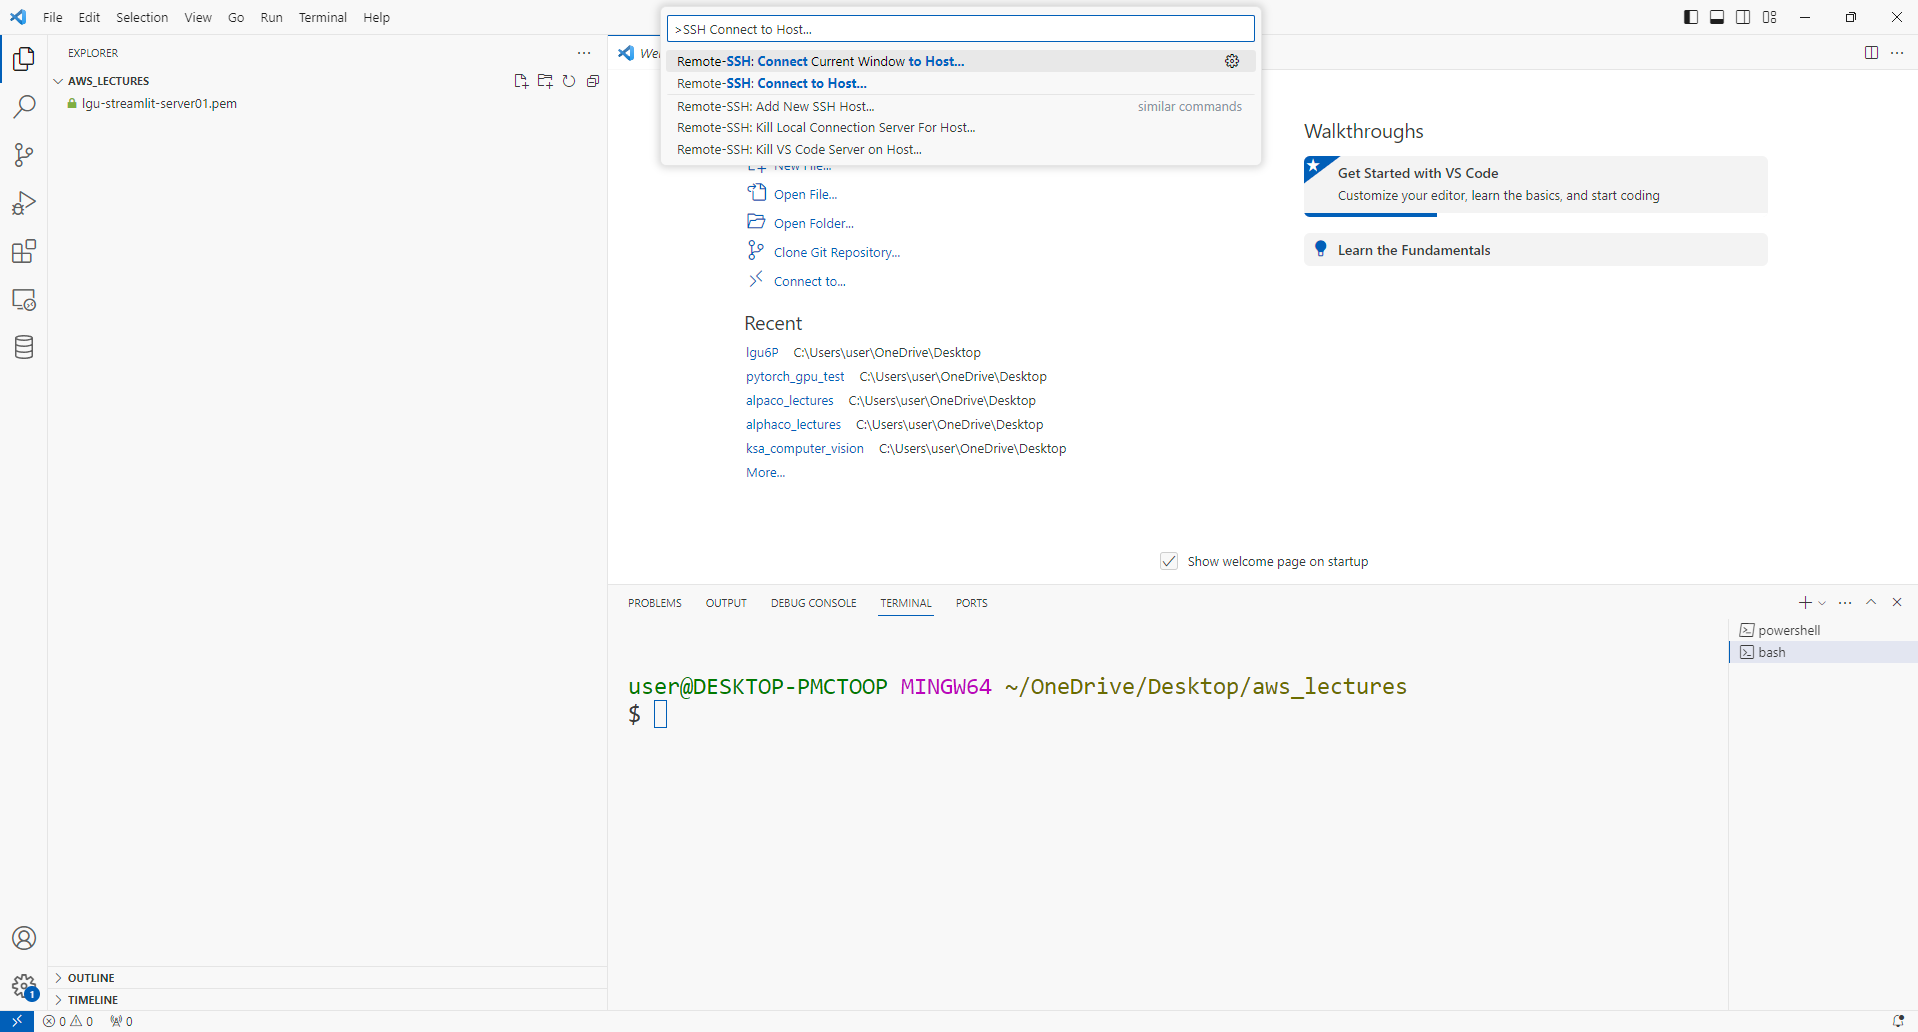 File Edit Selection View Go Run Terminal Help
>SSH Connect to Host...
Remote-SSH: Connect Current Window to Host...
Remote-SSH: Connect to Host...
Remote-SSH: Add New SSH Host... similar commands
Remote-SSH: Kill Local Connection Server For Host...
Remote-SSH: Kill VS Code Server on Host...
EXPLORER
AWS_LECTURES
lgu-streamlit-server01.pem
OUTLINE
TIMELINE
New File...
Open File...
Open Folder...
Clone Git Repository...
Connect to...
Recent
lgu6P C:\Users\user\OneDrive\Desktop
pytorch_gpu_test C:\Users\user\OneDrive\Desktop
alpaco_lectures C:\Users\user\OneDrive\Desktop
alphaco_lectures C:\Users\user\OneDrive\Desktop
ksa_computer_vision C:\Users\user\OneDrive\Desktop
More...
Walkthroughs
Get Started with VS Code
Customize your editor, learn the basics, and start coding
Learn the Fundamentals
Show welcome page on startup
PROBLEMS OUTPUT DEBUG CONSOLE TERMINAL PORTS
user@DESKTOP-PMCTOOP MINGW64 ~/OneDrive/Desktop/aws_lectures
$
powershell
bash
1
0 0 0